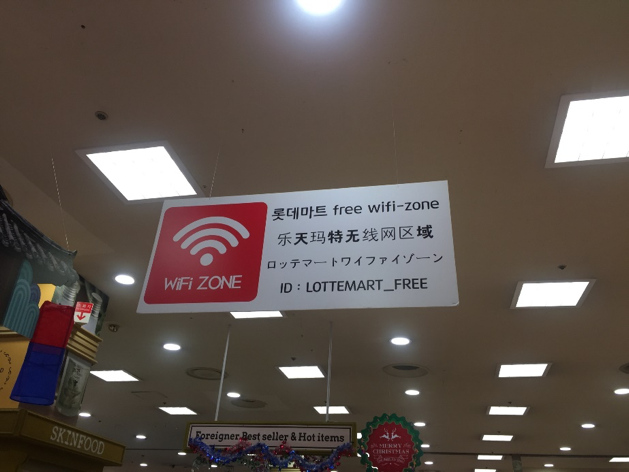 롯데마트 free wifi-zone
乐天玛特无线网区域
ロッテマートワイファイゾーン
ID : LOTTEMART_FREE
WiFi ZONE
Foreigner Best seller & Hot items
MERRY
CHRISTMAS
SKINFOOD